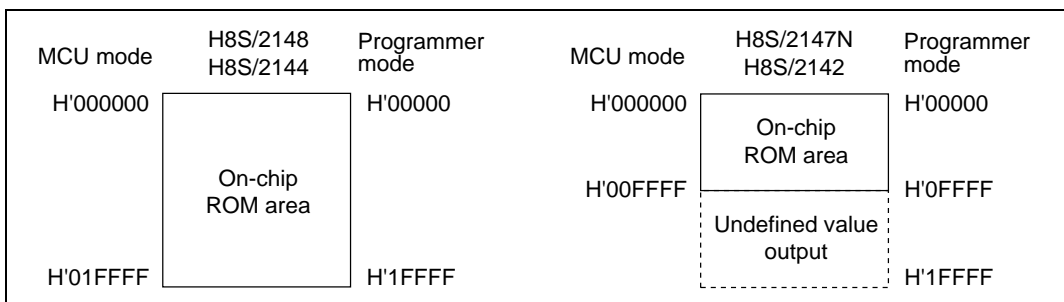 MCU mode
H8S/2148
H8S/2144
Programmer
mode
H'000000
H'00000
On-chip
ROM area
H'01FFFF
H'1FFFF
MCU mode
H8S/2147N
H8S/2142
Programmer
mode
H'000000
H'00000
On-chip
ROM area
H'00FFFF
H'0FFFF
Undefined value
output
H'1FFFF